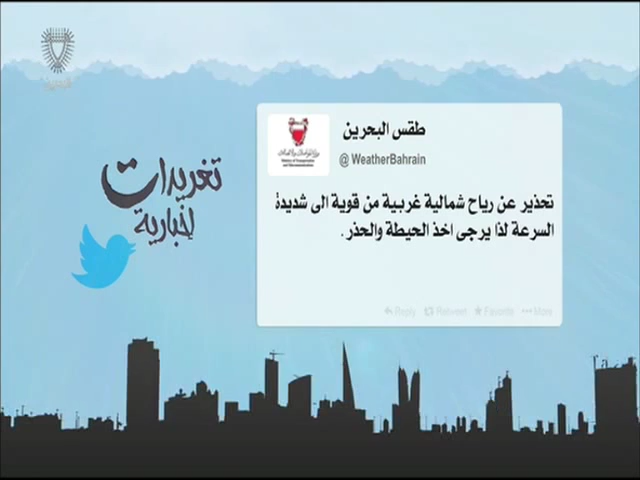 طقس البحرين
@WeatherBahrain
تحذير عن رياح شمالية غربية من قوية الى شديدة
السرعة لذا يرجى اخذ الحيطة والحذر.
Reply Retweet Favorite More
تغريدات
إخبارية